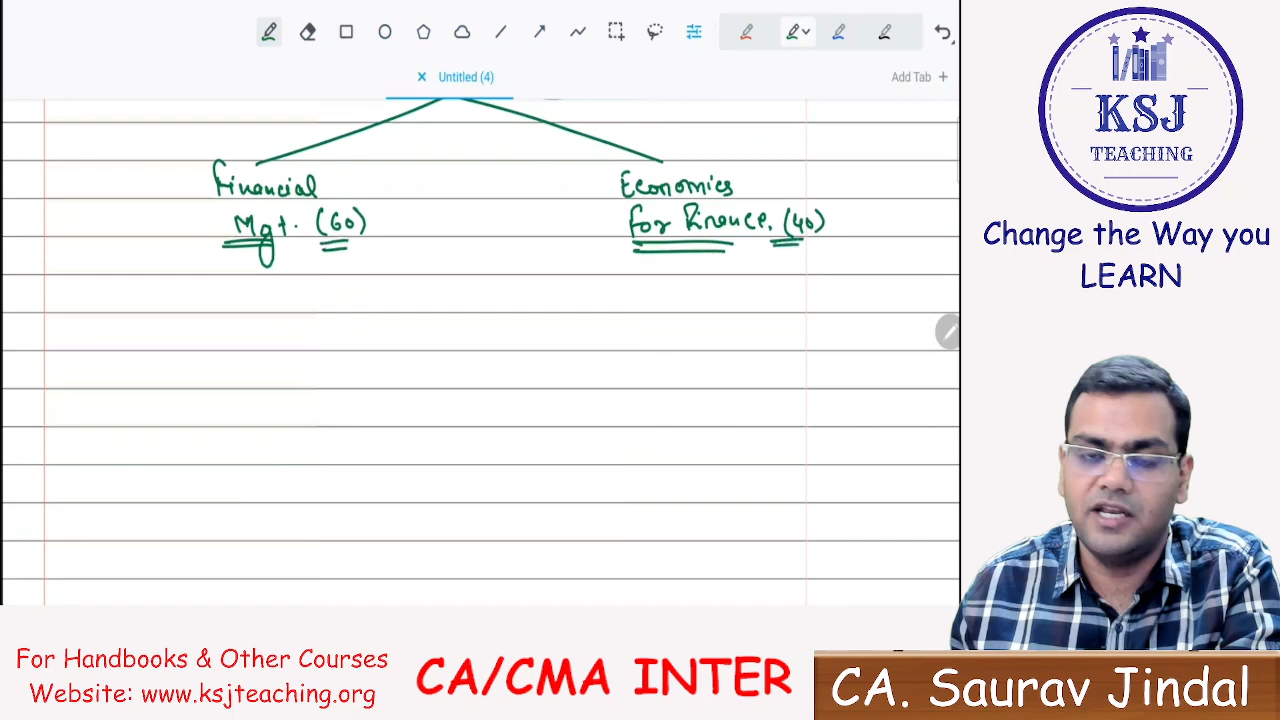 Untitled (4)
Add Tab +
Financial
Mgt. (60)
Economics
for Finance. (40)
KSJ
TEACHING
Change the Way you
LEARN
For Handbooks & Other Courses
Website: www.ksjteaching.org
CA/CMA INTER
CA. Saurav Jindal